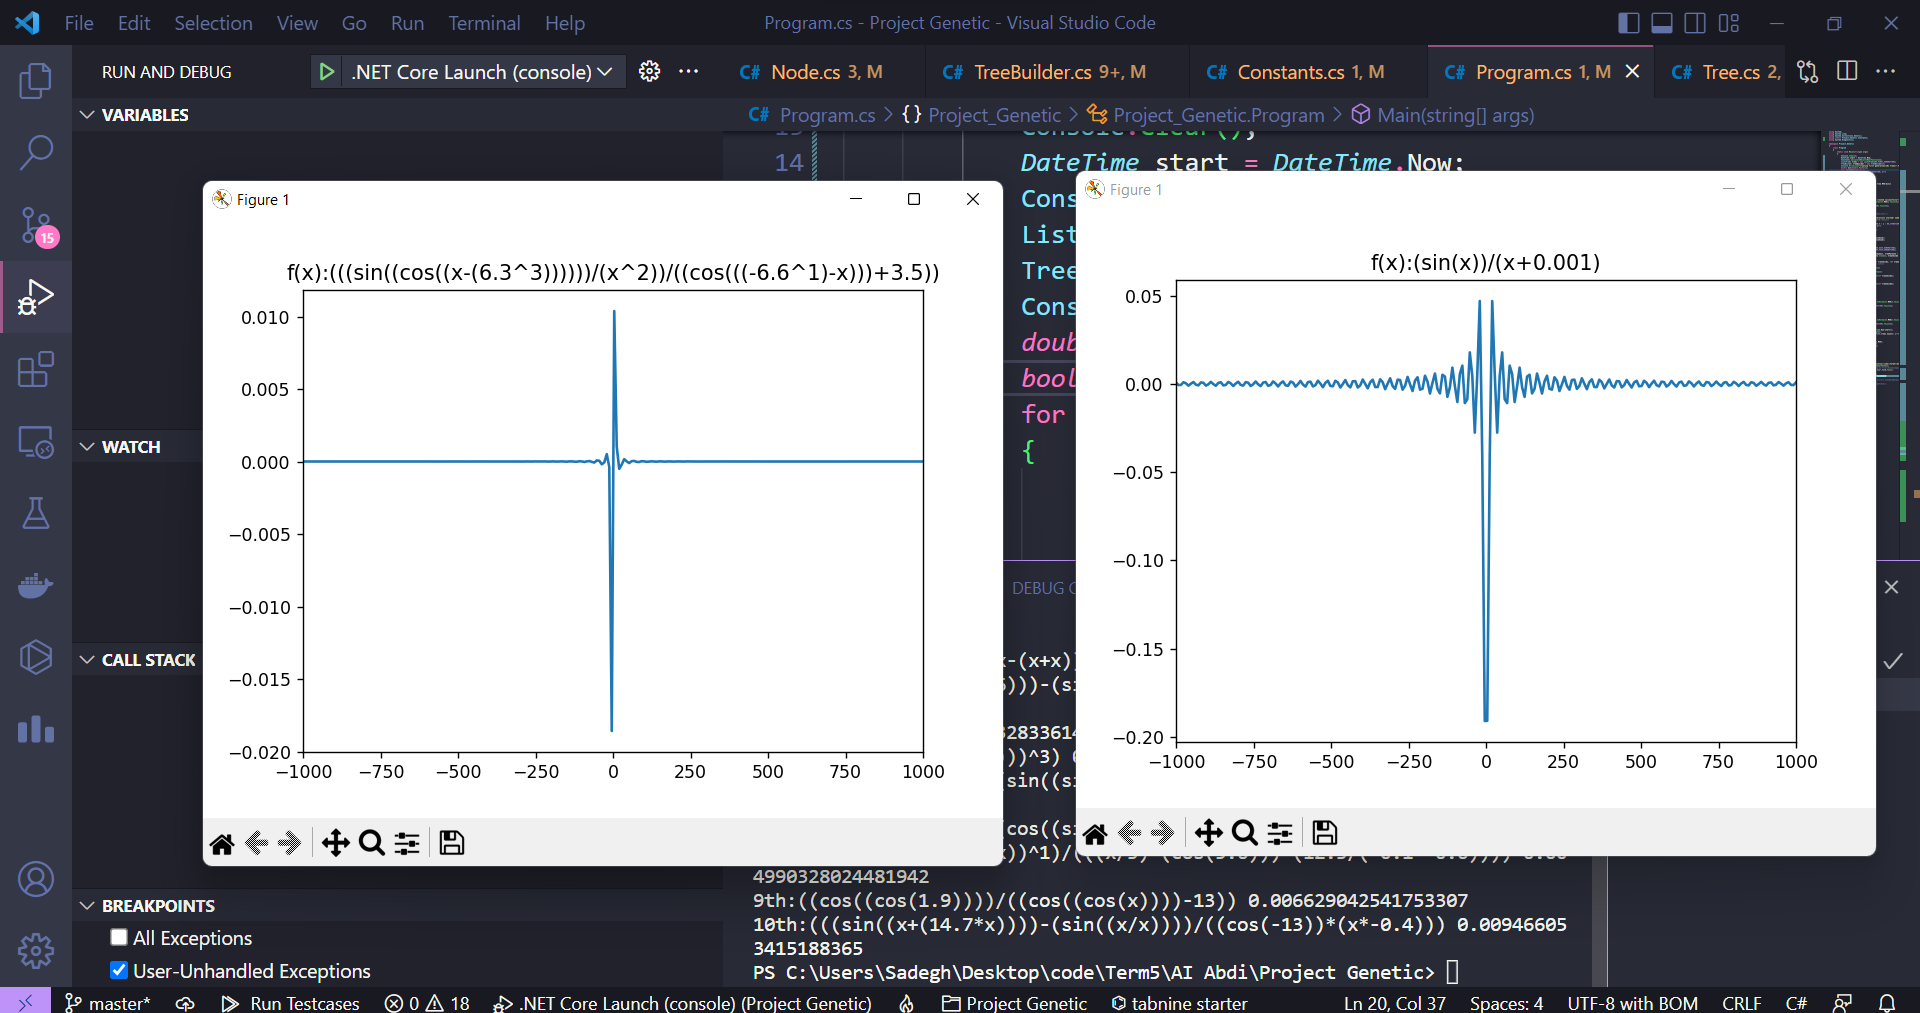 File Edit Selection View Go Run Terminal Help
Program.cs - Project Genetic - Visual Studio Code
RUN AND DEBUG
.NET Core Launch (console)
C# Node.cs 3, M
C# TreeBuilder.cs 9+, M
C# Constants.cs 1, M
C# Program.cs 1, M
C# Tree.cs 2,
VARIABLES
C# Program.cs > {} Project_Genetic > Project_Genetic.Program > Main(string[] args)
Console.Clear();
14 DateTime start = DateTime.Now;
Cons
List
Tree
Cons
doub
bool
for
{
15
WATCH
CALL STACK
BREAKPOINTS
All Exceptions
User-Unhandled Exceptions
Figure 1
f(x):(((sin((cos((x-(6.3^3))))))/(x^2))/((cos(((-6.6^1)-x)))+3.5))
0.010
0.005
0.000
−0.005
−0.010
−0.015
−0.020
−1000 −750 −500 −250 0 250 500 750 1000
Figure 1
f(x):(sin(x))/(x+0.001)
0.05
0.00
−0.05
−0.10
−0.15
−0.20
−1000 −750 −500 −250 0 250 500 750 1000
DEBUG C
-(x+x)
)))-(si
3283361
))^3)
sin((s
cos((s
4990328024481942
9th:((cos((cos(1.9))))/((cos((cos(x))))-13)) 0.006629042541753307
10th:(((sin((x+(14.7*x))))-(sin((x/x))))/((cos(-13))*(x*-0.4))) 0.00946605
3415188365
PS C:\Users\Sadegh\Desktop\code\Term5\AI Abdi\Project Genetic>
master* Run Testcases 0 18 .NET Core Launch (console) (Project Genetic) Project Genetic tabnine starter Ln 20, Col 37 Spaces: 4 UTF-8 with BOM CRLF C#